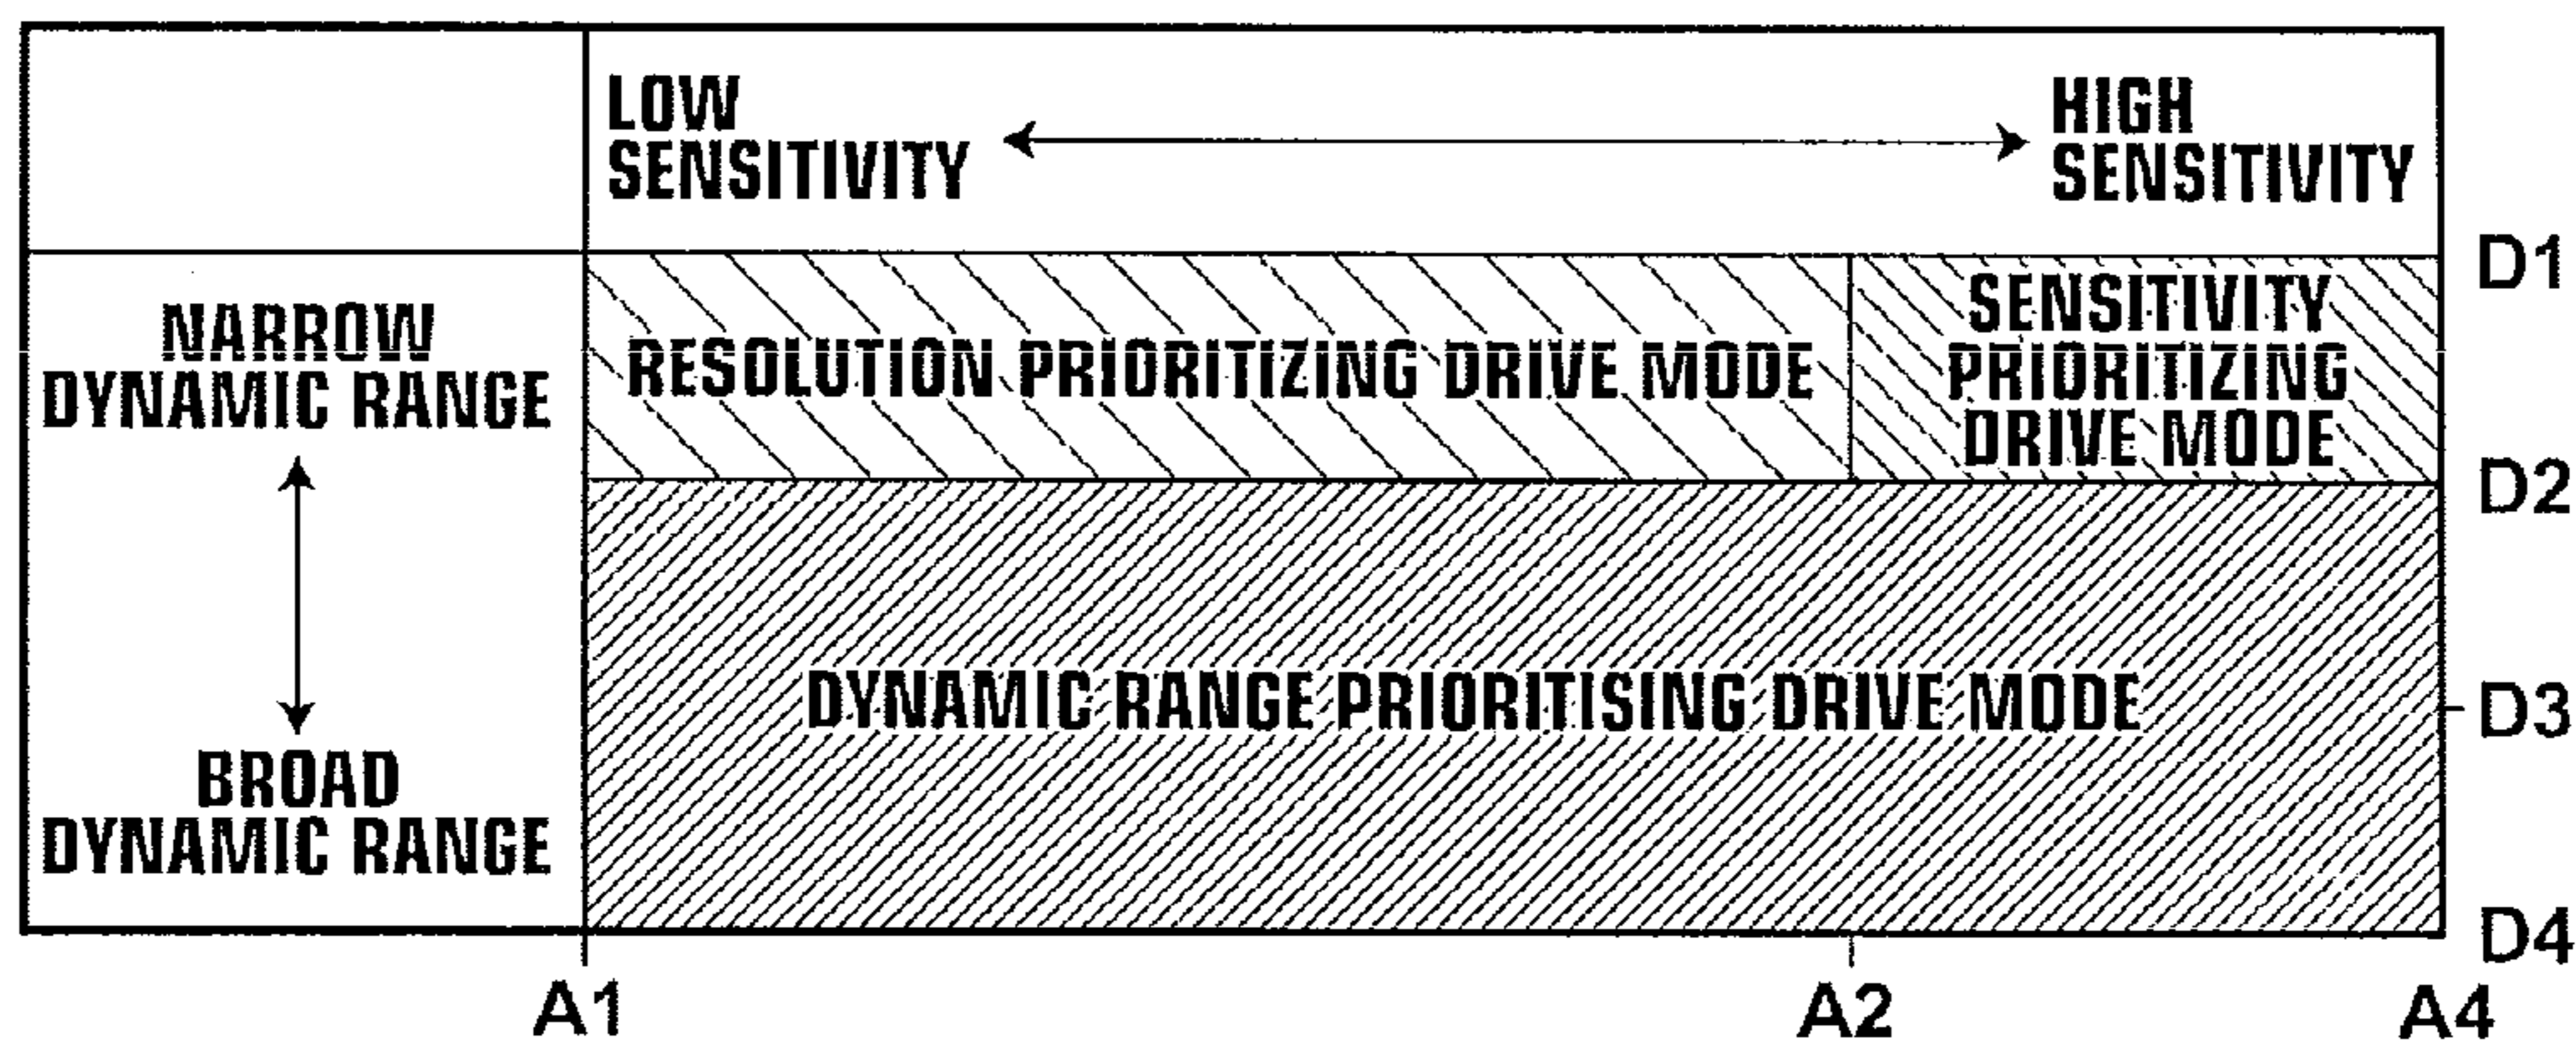 LOW
SENSITIVITY
HIGH
SENSITIVITY
D1
NARROW
DYNAMIC RANGE
RESOLUTION PRIORITIZING DRIVE MODE
SENSITIVITY
PRIORITIZING
DRIVE MODE
D2
DYNAMIC RANGE PRIORITISING DRIVE MODE
D3
BROAD
DYNAMIC RANGE
D4
A1
A2
A4